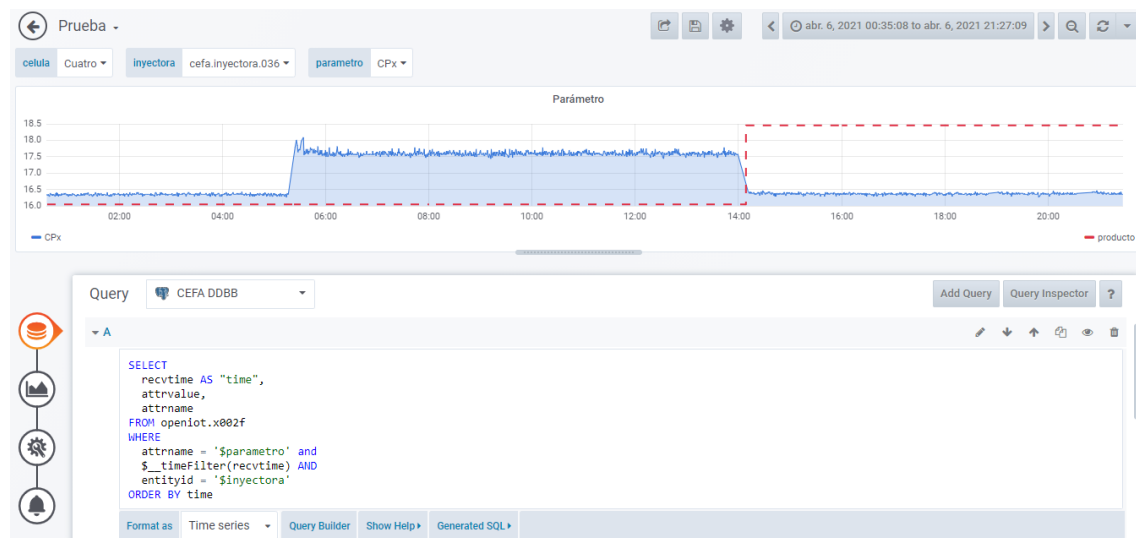 Prueba
abr. 6, 2021 00:35:08 to abr. 6, 2021 21:27:09
celula Cuatro inyectora cefa.inyectora.036 parametro CPx
Parámetro
18.5
18.0
17.5
17.0
16.5
16.0
02:00 04:00 06:00 08:00 10:00 12:00 14:00 16:00 18:00 20:00
CPx producto
Query CEFA DDBB Add Query Query Inspector ?
A
SELECT
recvtime AS "time",
attrvalue,
attrname
FROM openiot.x002f
WHERE
attrname = '$parametro' and
$__timeFilter(recvtime) AND
entityid = '$inyectora'
ORDER BY time
Format as Time series Query Builder Show Help Generated SQL